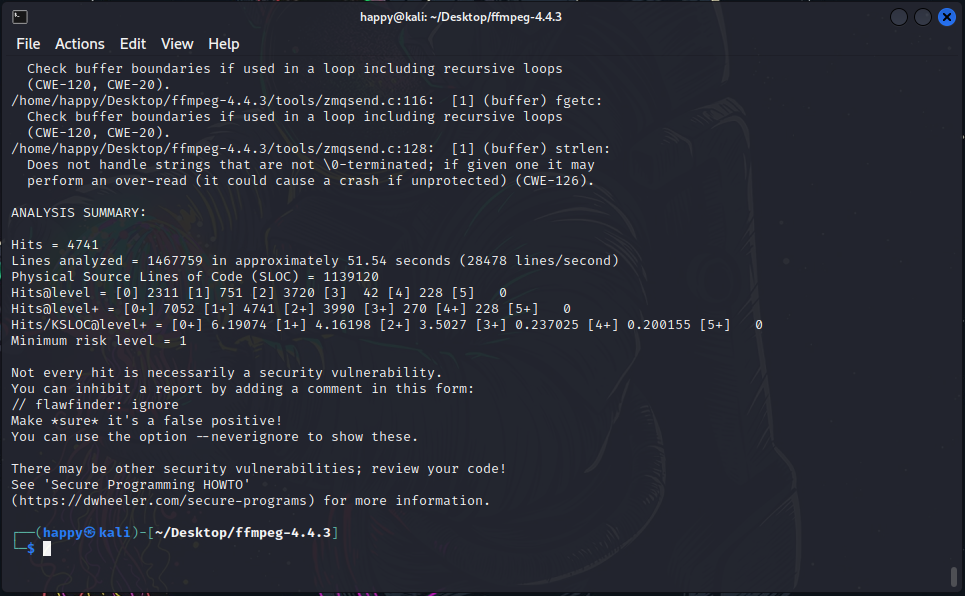 happy@kali: ~/Desktop/ffmpeg-4.4.3
File Actions Edit View Help
Check buffer boundaries if used in a loop including recursive loops
(CWE-120, CWE-20).
/home/happy/Desktop/ffmpeg-4.4.3/tools/zmqsend.c:116:  [1] (buffer) fgetc:
Check buffer boundaries if used in a loop including recursive loops
(CWE-120, CWE-20).
/home/happy/Desktop/ffmpeg-4.4.3/tools/zmqsend.c:128:  [1] (buffer) strlen:
Does not handle strings that are not \0-terminated; if given one it may
perform an over-read (it could cause a crash if unprotected) (CWE-126).
ANALYSIS SUMMARY:
Hits = 4741
Lines analyzed = 1467759 in approximately 51.54 seconds (28478 lines/second)
Physical Source Lines of Code (SLOC) = 1139120
Hits@level = [0] 2311 [1] 751 [2] 3720 [3]  42 [4] 228 [5]   0
Hits@level+ = [0+] 7052 [1+] 4741 [2+] 3990 [3+] 270 [4+] 228 [5+]   0
Hits/KSLOC@level+ = [0+] 6.19074 [1+] 4.16198 [2+] 3.5027 [3+] 0.237025 [4+] 0.200155 [5+]   0
Minimum risk level = 1
Not every hit is necessarily a security vulnerability.
You can inhibit a report by adding a comment in this form:
// flawfinder: ignore
Make *sure* it's a false positive!
You can use the option --neverignore to show these.
There may be other security vulnerabilities; review your code!
See 'Secure Programming HOWTO'
(https://dwheeler.com/secure-programs) for more information.
┌──(happy㉿kali)-[~/Desktop/ffmpeg-4.4.3]
└─$